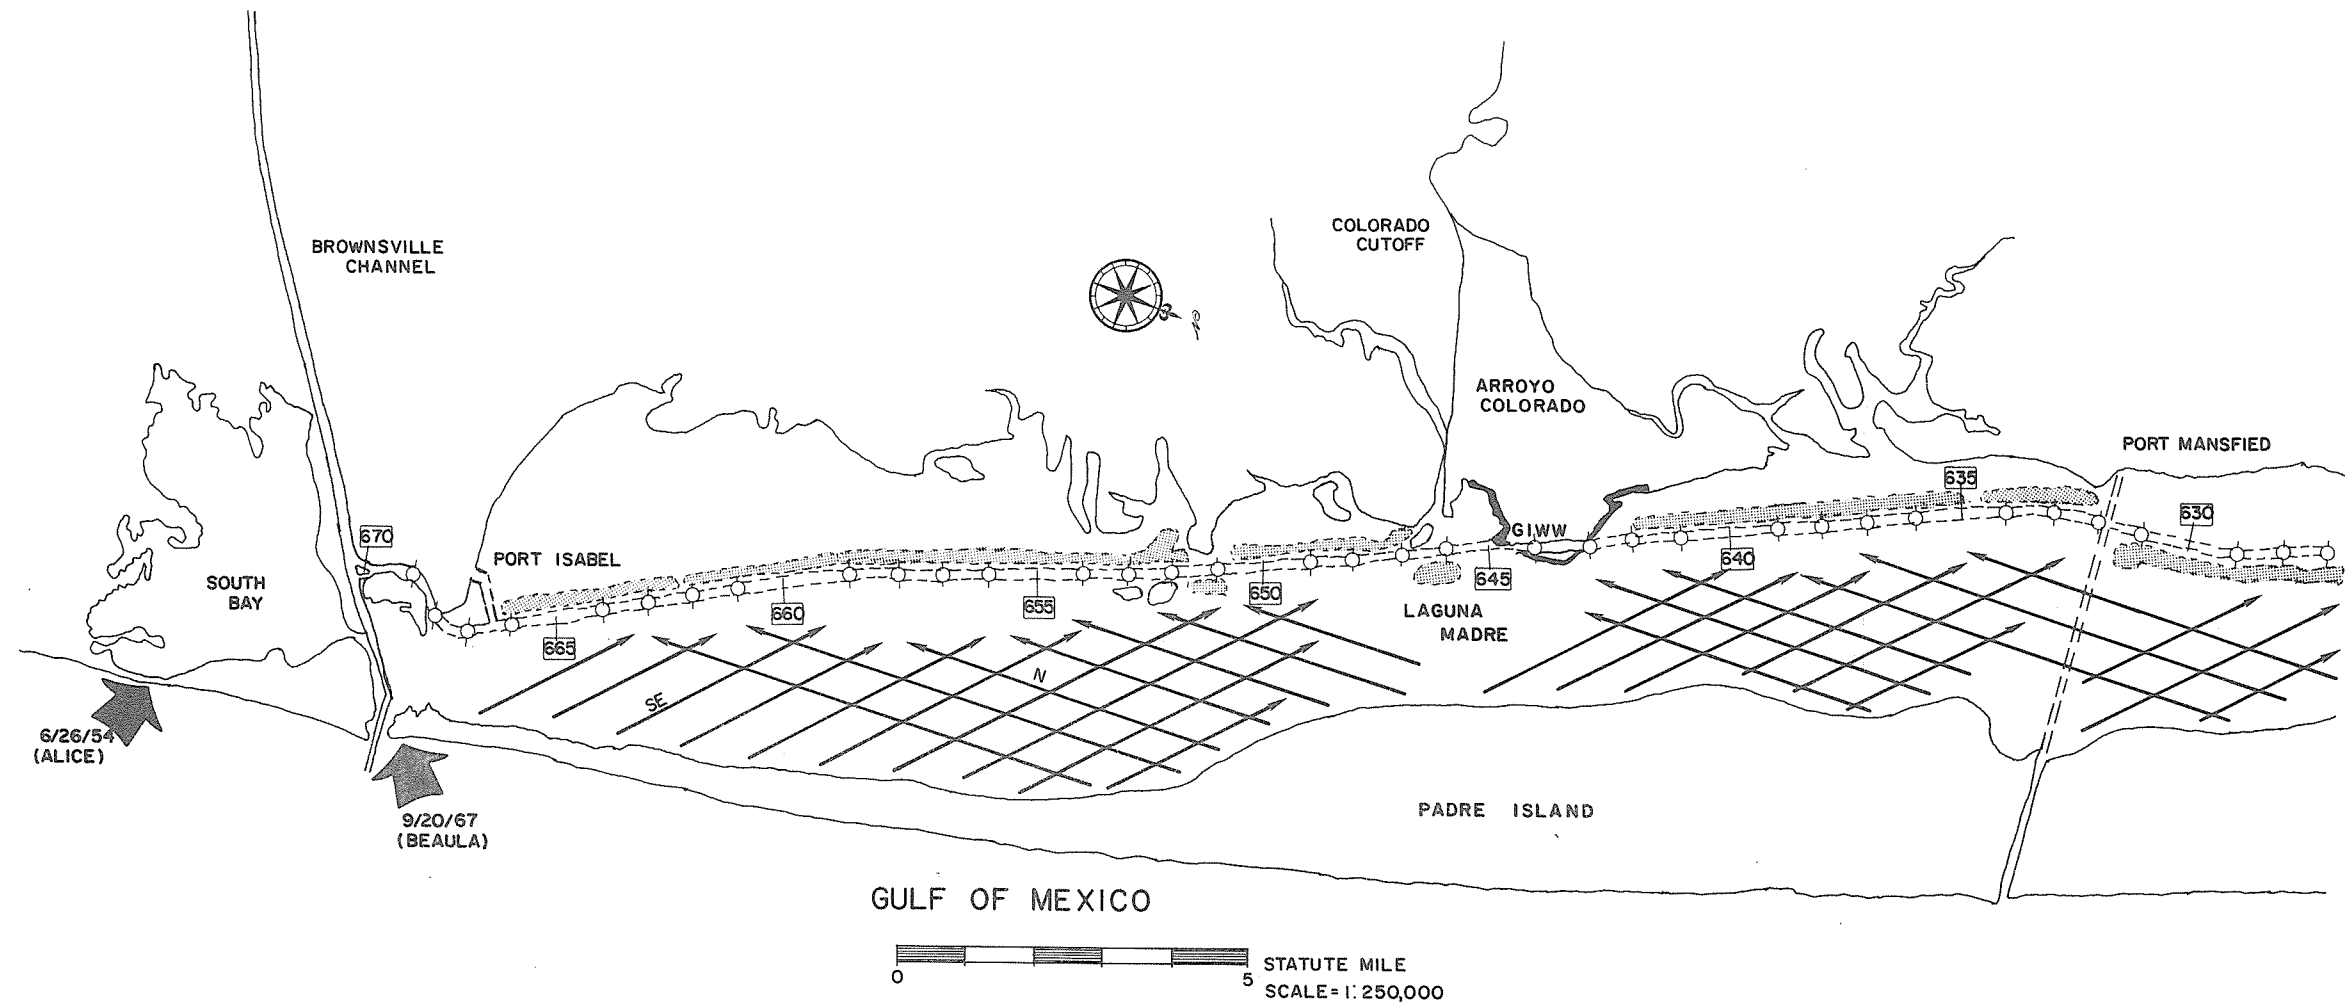 COLORADO
CUTOFF
BROWNSVILLE
CHANNEL
ARROYO
COLORADO
PORT MANSFIED
635
630
670
GIWW
PORT ISABEL
640
645
SOUTH
BAY
650
655
660
LAGUNA
MADRE
665
N
SE
6/26/54
(ALICE)
PADRE ISLAND
9/20/67
(BEAULA)
GULF OF MEXICO
0
5
STATUTE MILE
SCALE=1:250,000